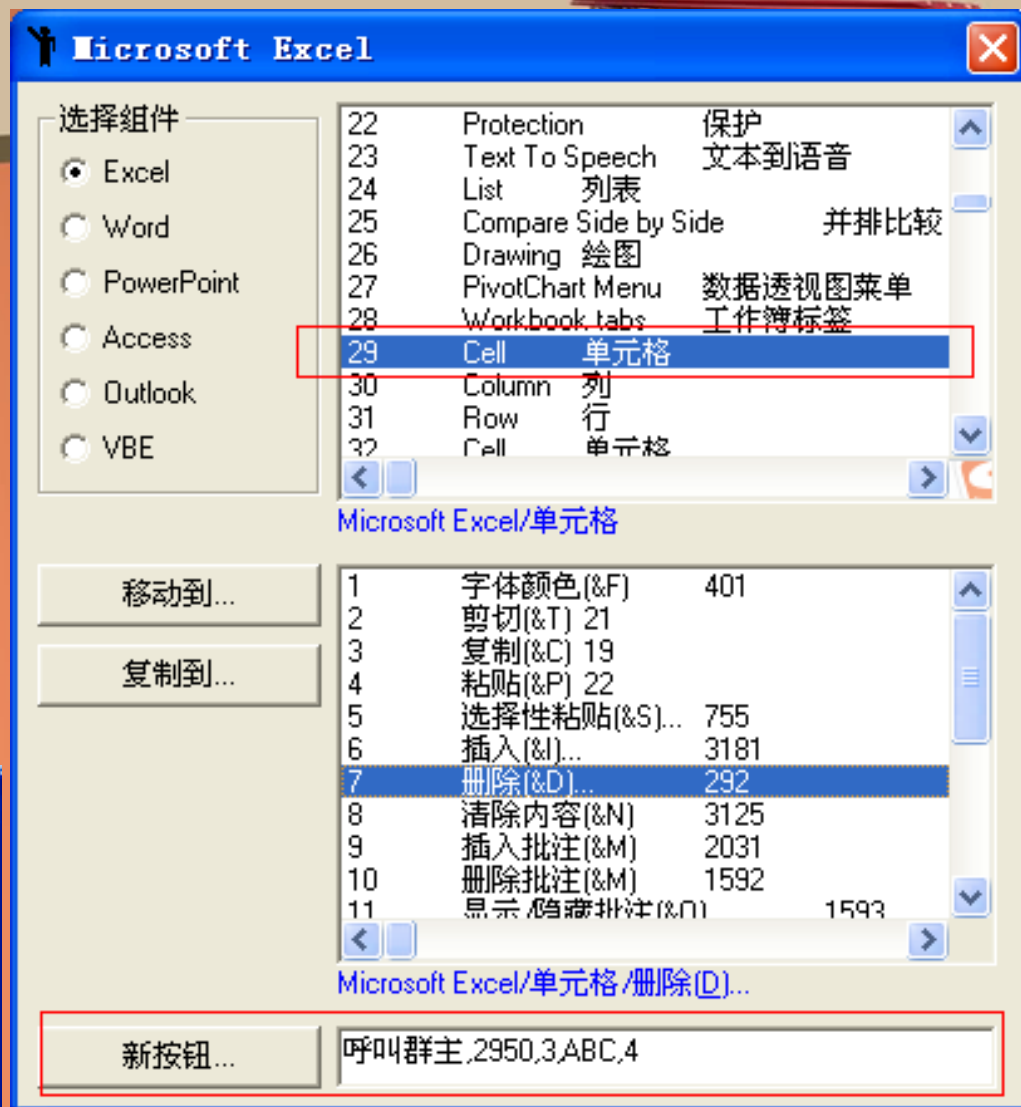 Microsoft Excel
选择组件
Excel
Word
PowerPoint
Access
Outlook
VBE
22 Protection 保护
23 Text To Speech 文本到语音
24 List 列表
25 Compare Side by Side 并排比较
26 Drawing 绘图
27 PivotChart Menu 数据透视图菜单
28 Workbook tabs 工作簿标签
29 Cell 单元格
30 Column 列
31 Row 行
32 Cell 单元格
Microsoft Excel/单元格
移动到...
复制到...
1 字体颜色(&F) 401
2 剪切(&T) 21
3 复制(&C) 19
4 粘贴(&P) 22
5 选择性粘贴(&S)... 755
6 插入(&I)... 3181
7 删除(&D)... 292
8 清除内容(&N) 3125
9 插入批注(&M) 2031
10 删除批注(&M) 1592
11 显示/隐藏批注(&O) 1593
Microsoft Excel/单元格/删除(D)...
新按钮...
呼叫群主,2950,3,ABC,4